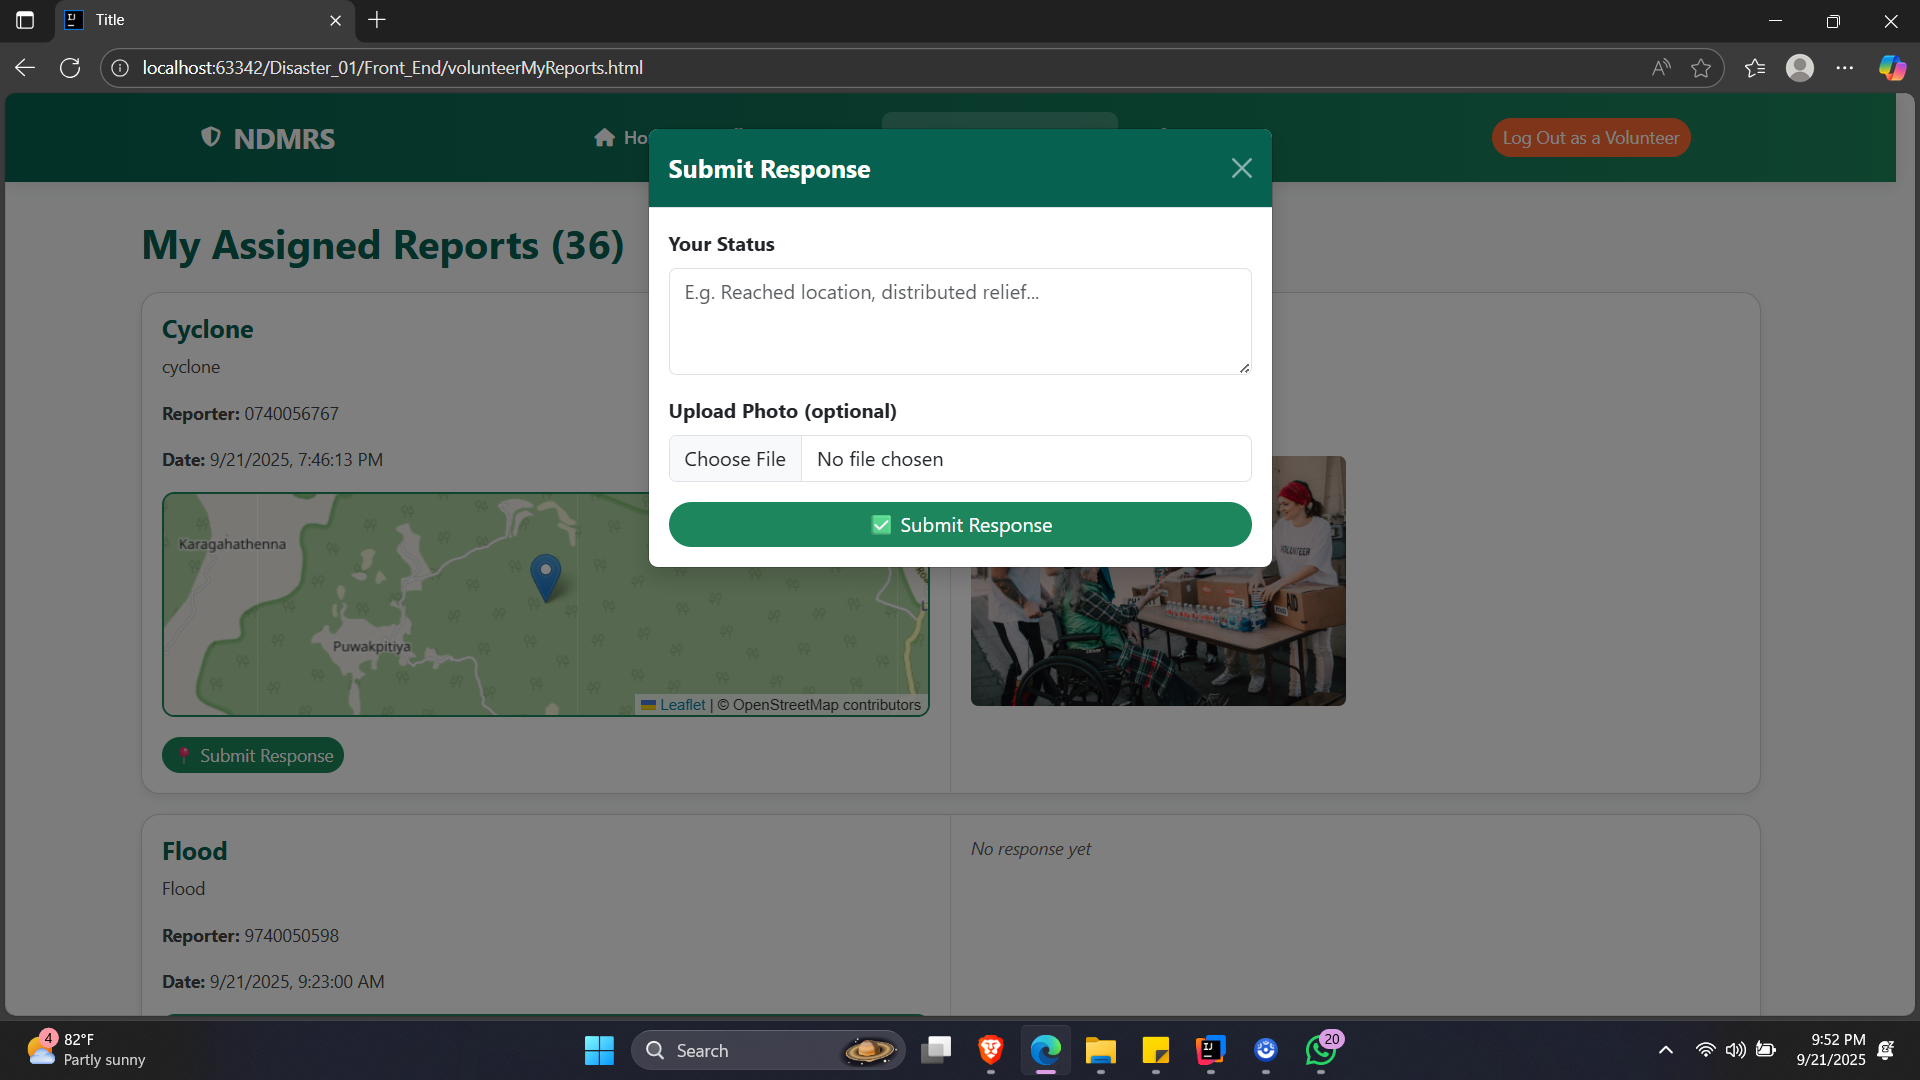 Title
localhost:63342/Disaster_01/Front_End/volunteerMyReports.html
NDMRS
Log Out as a Volunteer
Submit Response
Your Status
E.g. Reached location, distributed relief...
Upload Photo (optional)
Choose File No file chosen
✅ Submit Response
My Assigned Reports (36)
Cyclone
cyclone
Reporter: 0740056767
Date: 9/21/2025, 7:46:13 PM
Karagahathenna
Puwakpitiya
Leaflet | © OpenStreetMap contributors
📍 Submit Response
VOLUNTEER
AID
Flood
Flood
Reporter: 9740050598
Date: 9/21/2025, 9:23:00 AM
No response yet
4
82°F
Partly sunny
Search
20
9:52 PM
9/21/2025